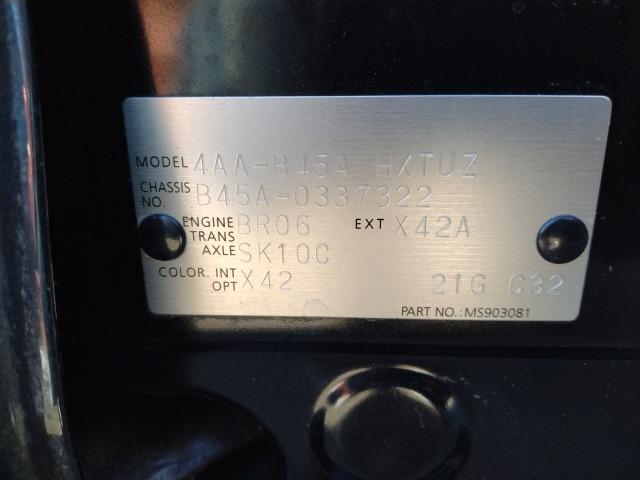 MODEL 4AA-B45A HXTUZ
CHASSIS NO. B45A-0337322
ENGINE BR06 EXT X42A
TRANS AXLE SK10C
COLOR. INT OPT X42 21G C32
PART NO.:MS903081